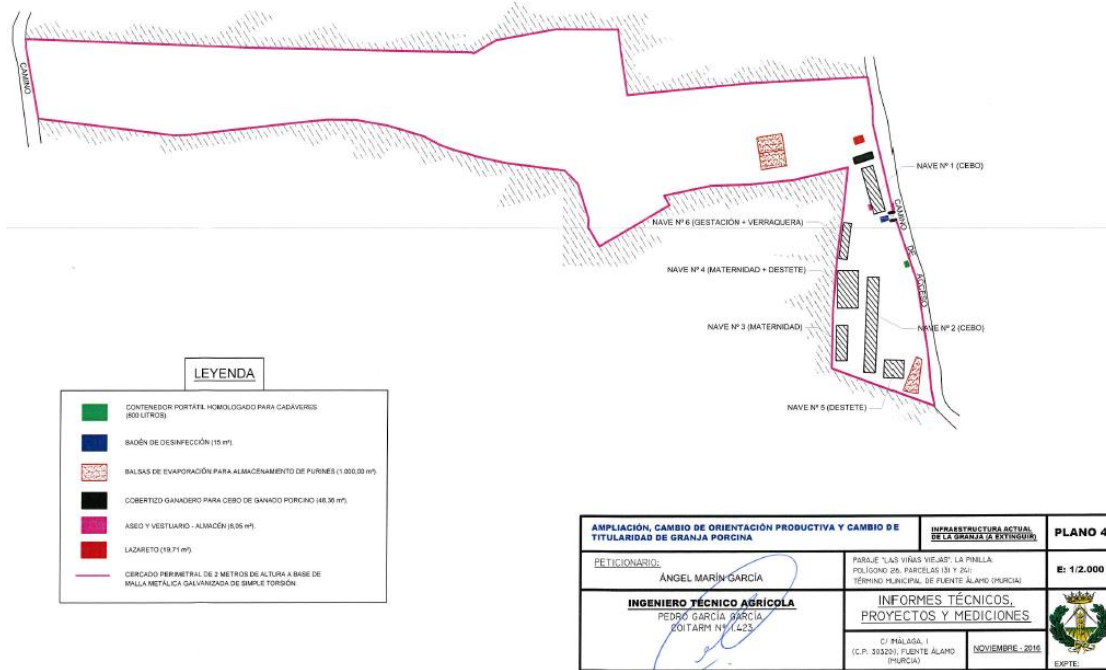 CAMINO
NAVE Nº 1 (CEBO)
CAMINO DE ACCESO
NAVE Nº 6 (GESTACIÓN + VERRAQUERA)
NAVE Nº 4 (MATERNIDAD + DESTETE)
NAVE Nº 3 (MATERNIDAD)
NAVE Nº 2 (CEBO)
NAVE Nº 5 (DESTETE)
LEYENDA
CONTENEDOR PORTÁTIL HOMOLOGADO PARA CADÁVERES
(800 LITROS)
BADÉN DE DESINFECCIÓN (15 m²).
BALSAS DE EVAPORACIÓN PARA ALMACENAMIENTO DE PURINES (1.000,00 m²).
COBERTIZO GANADERO PARA CEBO DE GANADO PORCINO (48,36 m²).
ASEO Y VESTUARIO - ALMACÉN (8,05 m²).
LAZARETO (19,71 m²).
CERCADO PERIMETRAL DE 2 METROS DE ALTURA A BASE DE
MALLA METÁLICA GALVANIZADA DE SIMPLE TORSIÓN.
AMPLIACIÓN, CAMBIO DE ORIENTACIÓN PRODUCTIVA Y CAMBIO DE
TITULARIDAD DE GRANJA PORCINA
INFRAESTRUCTURA ACTUAL
DE LA GRANJA (A EXTINGUIR)
PLANO 4
PETICIONARIO:
ÁNGEL MARÍN GARCÍA
PARAJE "LAS VIÑAS VIEJAS", LA PINILLA;
POLÍGONO 26, PARCELAS 131 Y 261;
TÉRMINO MUNICIPAL DE FUENTE ÁLAMO (MURCIA)
E: 1/2.000
INGENIERO TÉCNICO AGRÍCOLA
PEDRO GARCÍA GARCÍA
COITARM Nº 1.423
INFORMES TÉCNICOS,
PROYECTOS Y MEDICIONES
C/ MÁLAGA, 1
(C.P. 30320), FUENTE ÁLAMO
(MURCIA)
NOVIEMBRE - 2016
EXPTE: